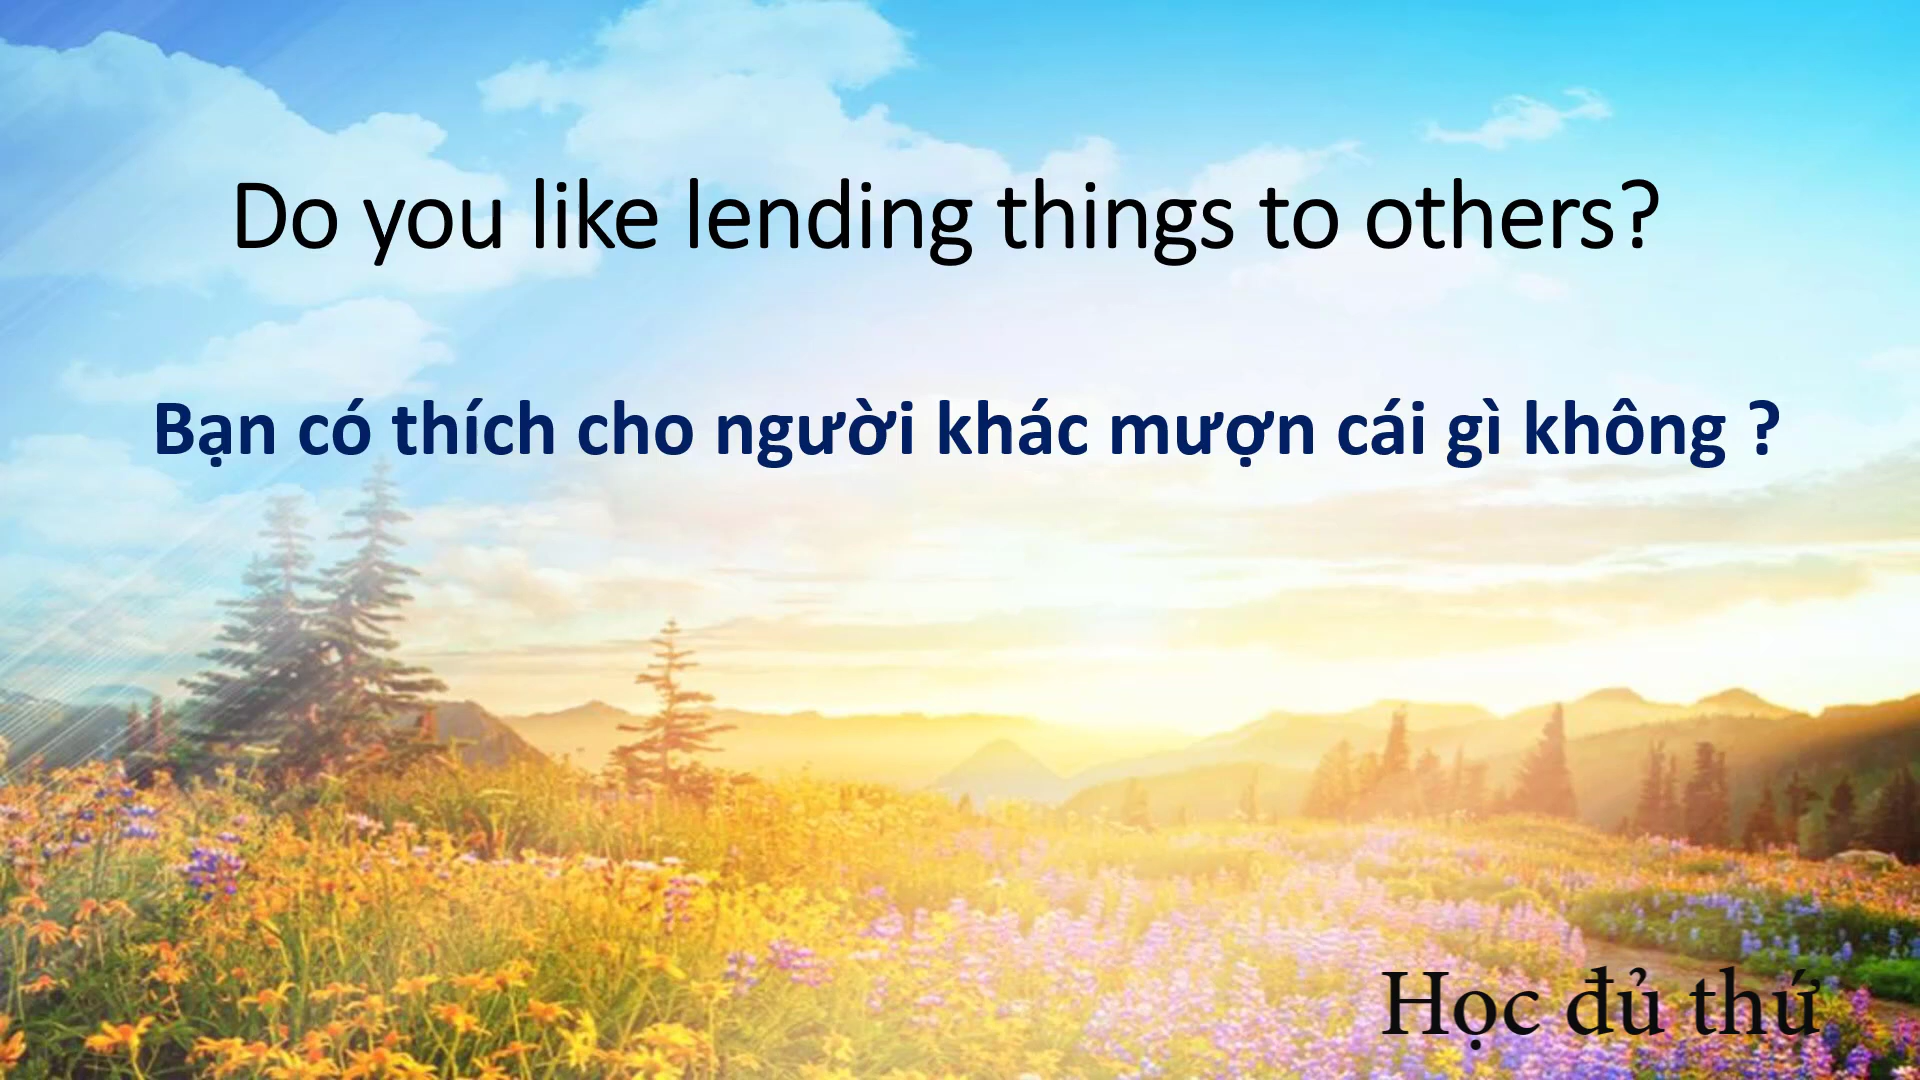 Do you like lending things to others?
Bạn có thích cho người khác mượn cái gì không ?
Học đủ thứ